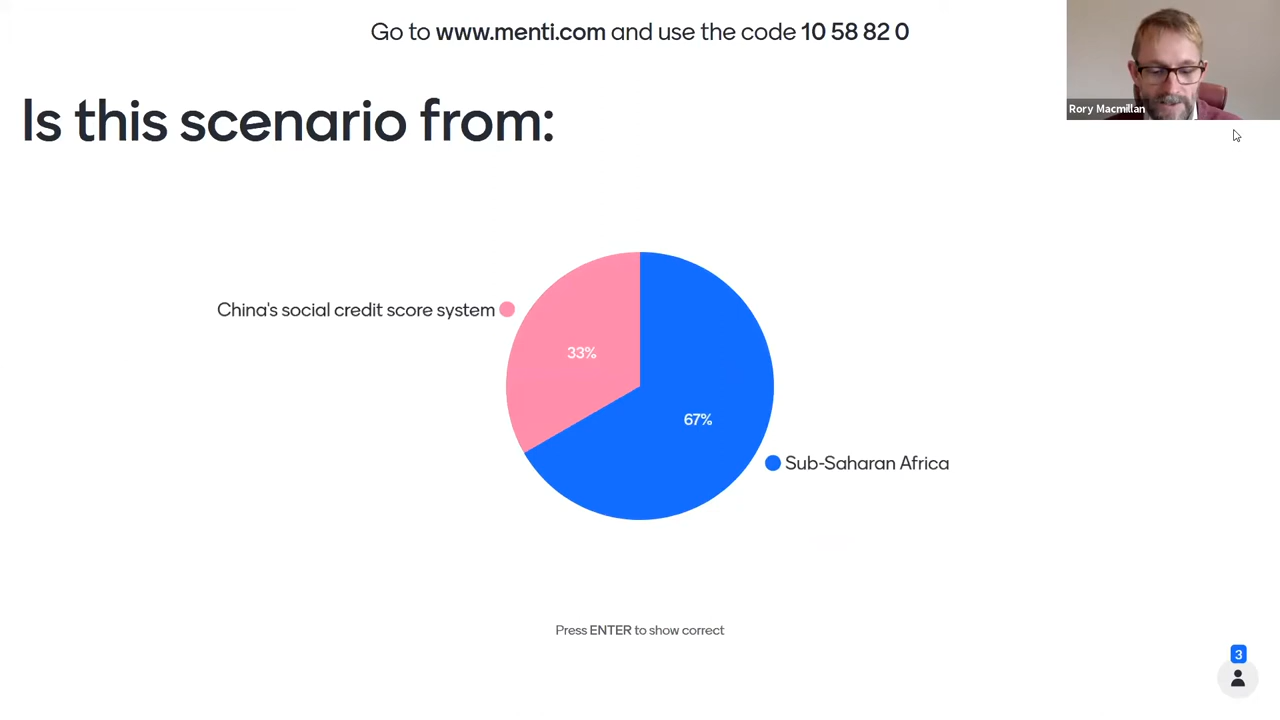 Go to www.menti.com and use the code 10 58 82 0
Rory Macmillan
Is this scenario from:
China's social credit score system
33%
67%
Sub-Saharan Africa
Press ENTER to show correct
3